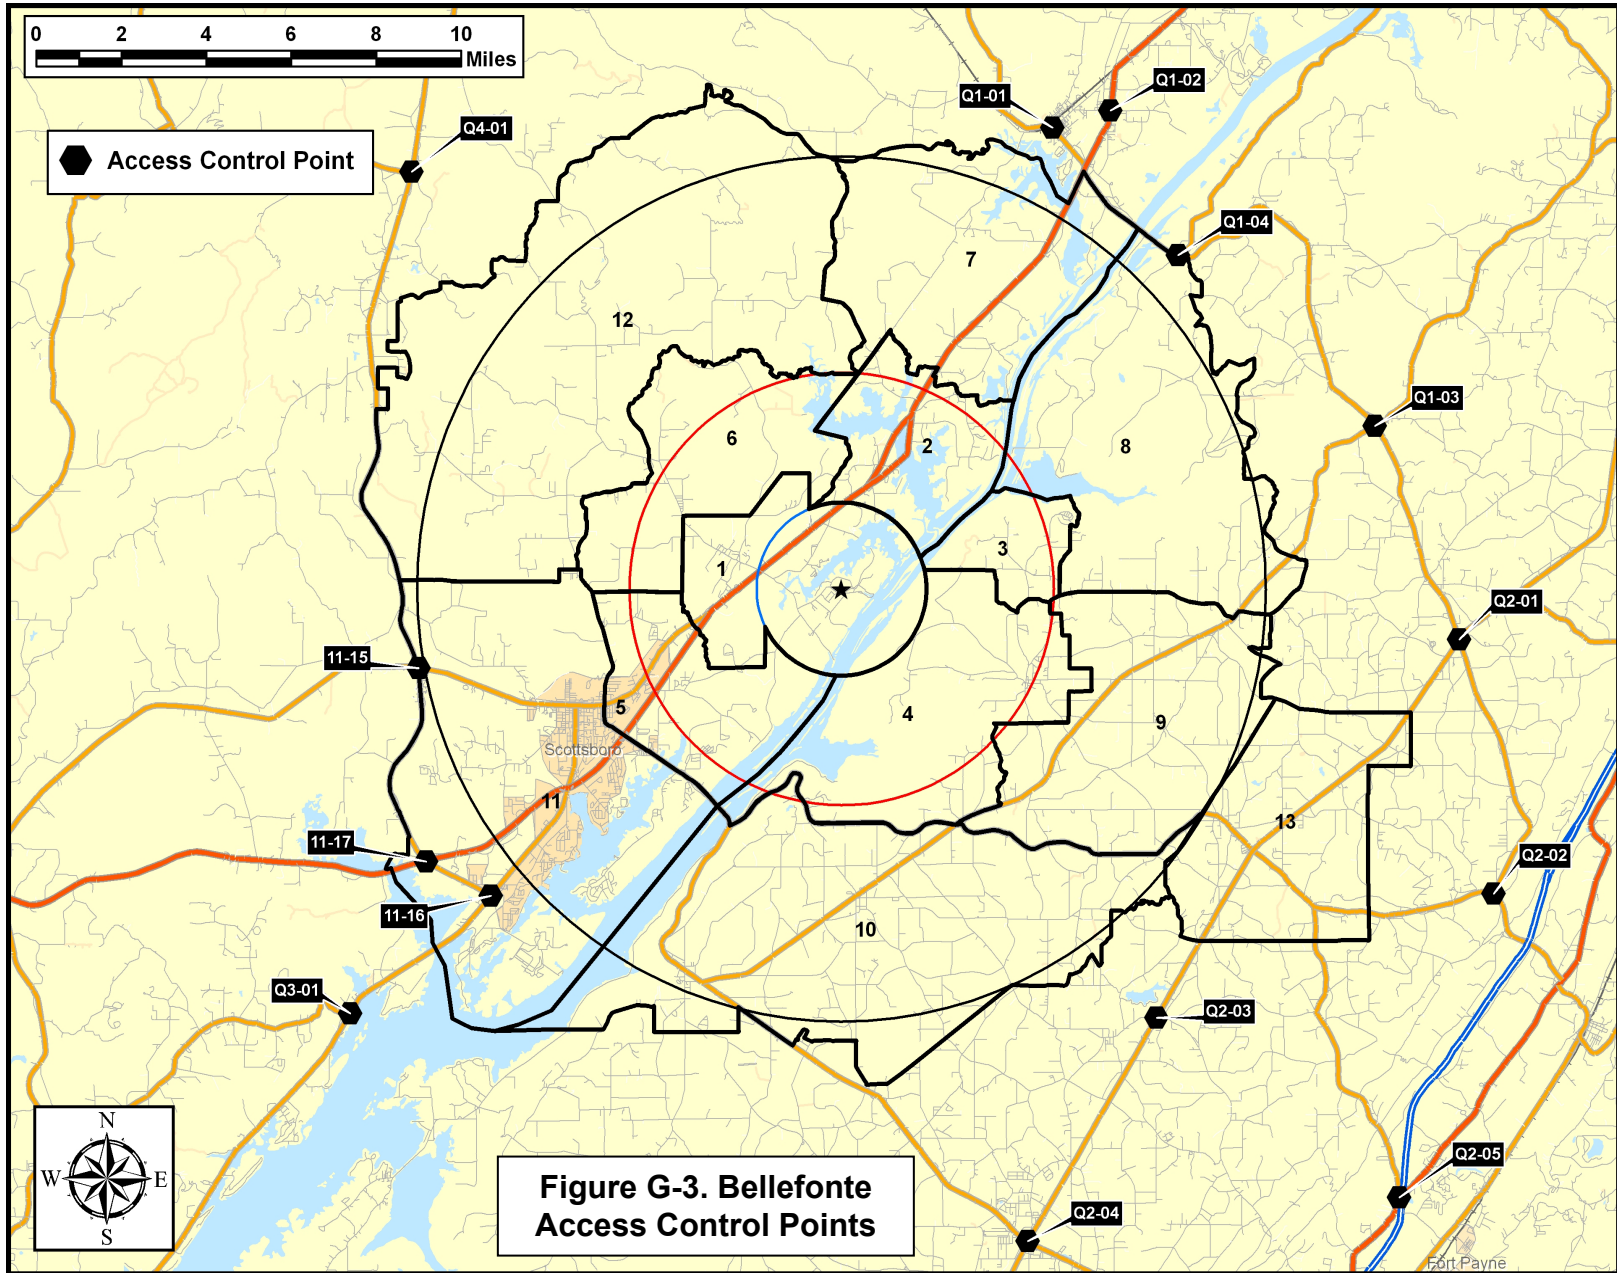 0 2 4 6 8 10
Miles
Q1-02
Q1-01
Q4-01
Access Control Point
Q1-04
7
12
Q1-03
6
2
8
3
1
Q2-01
11-15
5
4
9
Scottsboro
11
13
11-17
Q2-02
11-16
10
Q3-01
Q2-03
N
W E
S
Q2-05
Figure G-3. Bellefonte
Access Control Points
Q2-04
Fort Payne